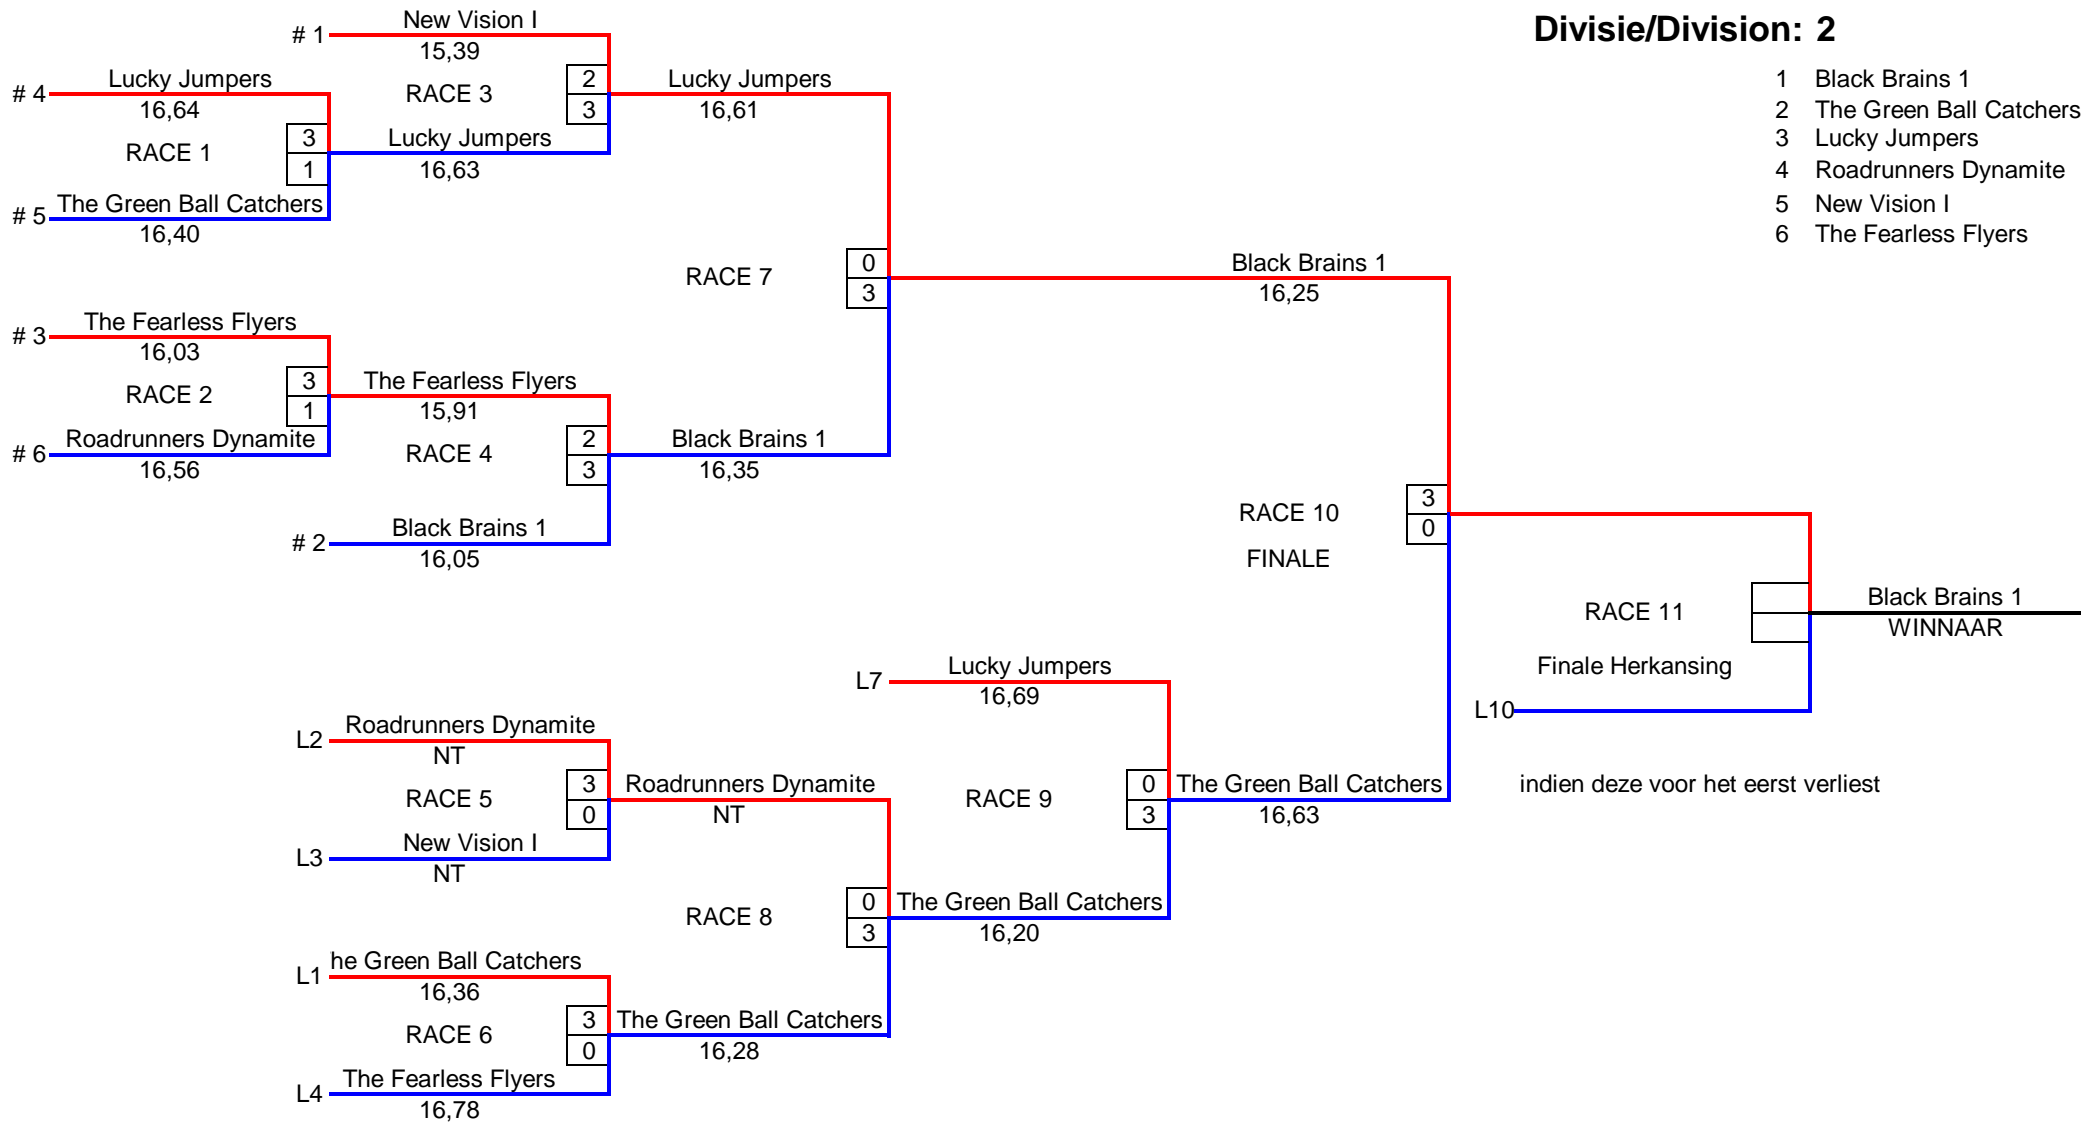 Divisie/Division: 2
1 Black Brains 1
2 The Green Ball Catchers
3 Lucky Jumpers
4 Roadrunners Dynamite
5 New Vision I
6 The Fearless Flyers
# 1
New Vision I
15,39
# 4
Lucky Jumpers
16,64
RACE 1
3
1
# 5
The Green Ball Catchers
16,40
RACE 3
2
3
Lucky Jumpers
16,63
Lucky Jumpers
16,61
# 3
The Fearless Flyers
16,03
RACE 2
3
1
# 6
Roadrunners Dynamite
16,56
The Fearless Flyers
15,91
RACE 4
2
3
# 2
Black Brains 1
16,05
Black Brains 1
16,35
RACE 7
0
3
Black Brains 1
16,25
L2
Roadrunners Dynamite
NT
RACE 5
3
0
L3
New Vision I
NT
Roadrunners Dynamite
NT
L1
he Green Ball Catchers
16,36
RACE 6
3
0
L4
The Fearless Flyers
16,78
The Green Ball Catchers
16,28
RACE 8
0
3
The Green Ball Catchers
16,20
L7
Lucky Jumpers
16,69
RACE 9
0
3
The Green Ball Catchers
16,63
RACE 10
FINALE
3
0
RACE 11
Finale Herkansing
L10
indien deze voor het eerst verliest
Black Brains 1
WINNAAR